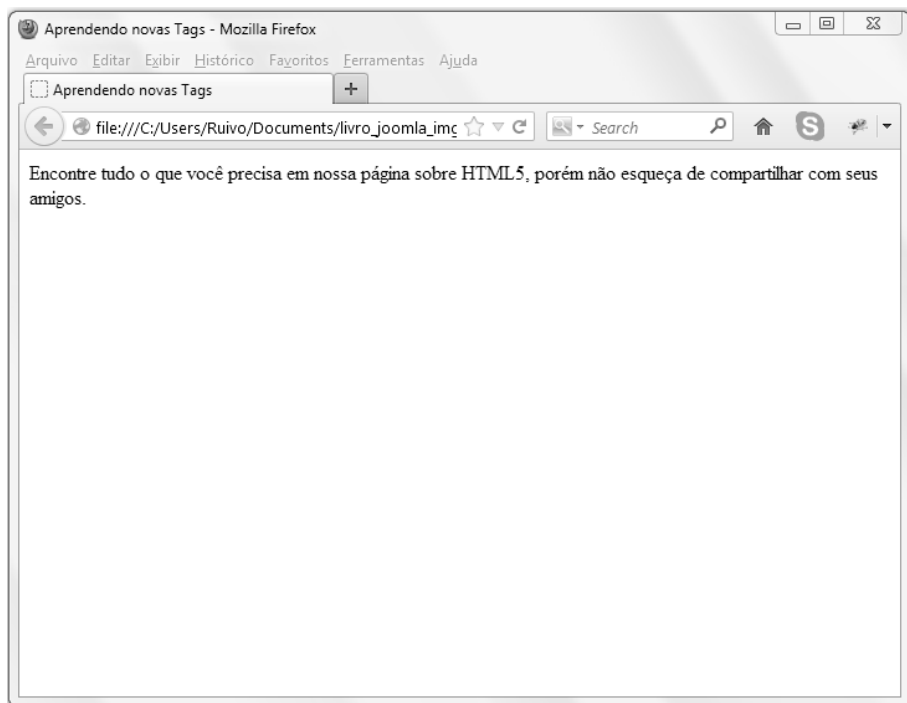 Aprendendo novas Tags - Mozilla Firefox
Arquivo Editar Exibir Histórico Favoritos Ferramentas Ajuda
Aprendendo novas Tags +
file:///C:/Users/Ruivo/Documents/livro_joomla_img Search S
Encontre tudo o que você precisa em nossa página sobre HTML5, porém não esqueça de compartilhar com seus
amigos.